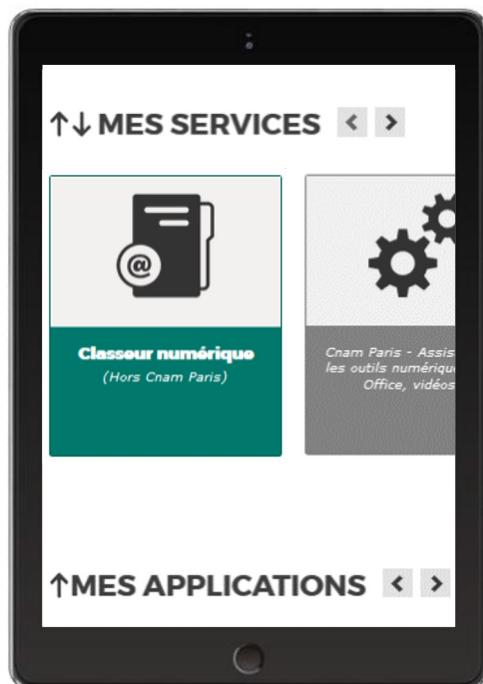 ↑↓ MES SERVICES < >
@
Classeur numérique
(Hors Cnam Paris)
Cnam Paris - Assis
les outils numériqu
Office, vidéos
↑MES APPLICATIONS < >